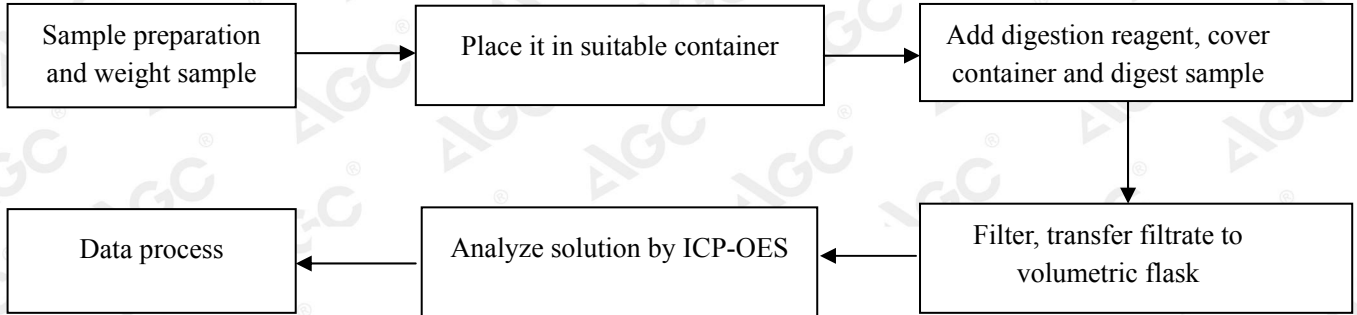 Sample preparation
and weight sample
Place it in suitable container
Add digestion reagent, cover
container and digest sample
Filter, transfer filtrate to
volumetric flask
Analyze solution by ICP-OES
Data process
AGC